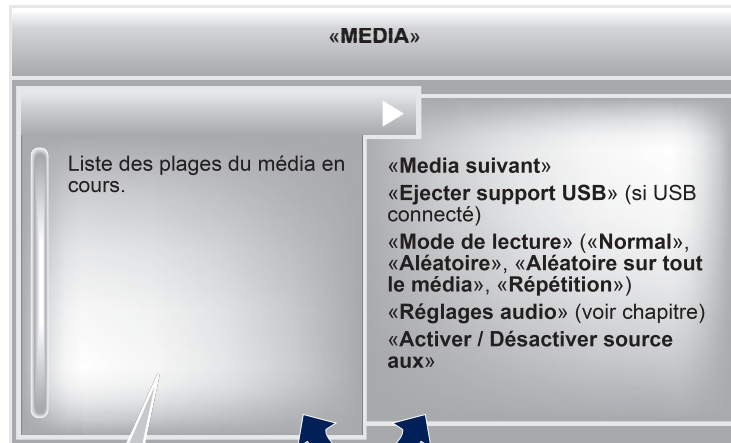 «MEDIA»
Liste des plages du média en
cours.
«Media suivant»
«Ejecter support USB» (si USB
connecté)
«Mode de lecture» («Normal»,
«Aléatoire», «Aléatoire sur tout
le média», «Répétition»)
«Réglages audio» (voir chapitre)
«Activer / Désactiver source
aux»